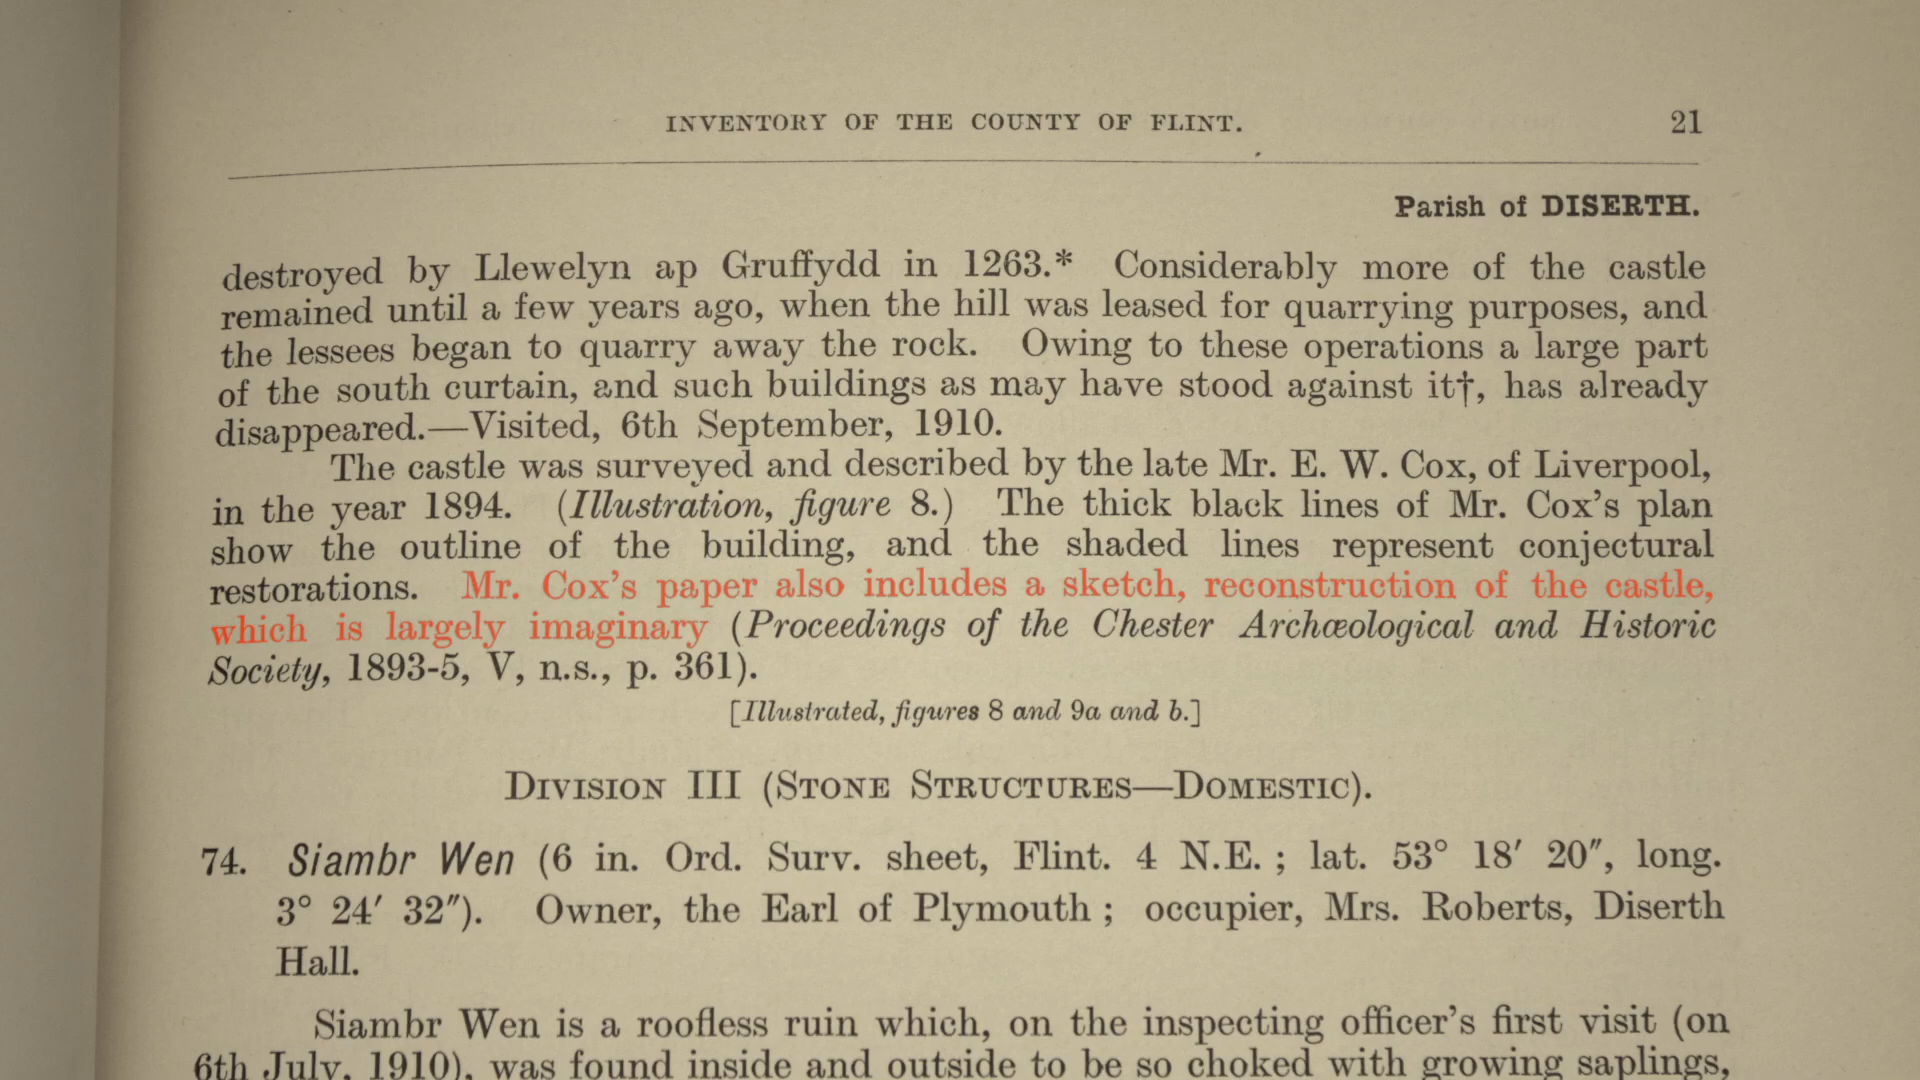 INVENTORY OF THE COUNTY OF FLINT. 21
Parish of DISERTH.
destroyed by Llewelyn ap Gruffydd in 1263.* Considerably more of the castle
remained until a few years ago, when the hill was leased for quarrying purposes, and
the lessees began to quarry away the rock. Owing to these operations a large part
of the south curtain, and such buildings as may have stood against it†, has already
disappeared.—Visited, 6th September, 1910.
The castle was surveyed and described by the late Mr. E. W. Cox, of Liverpool,
in the year 1894. (Illustration, figure 8.) The thick black lines of Mr. Cox's plan
show the outline of the building, and the shaded lines represent conjectural
restorations. Mr. Cox's paper also includes a sketch, reconstruction of the castle,
which is largely imaginary (Proceedings of the Chester Archæological and Historic
Society, 1893-5, V, n.s., p. 361).
[Illustrated, figures 8 and 9a and b.]
DIVISION III (STONE STRUCTURES—DOMESTIC).
74. Siambr Wen (6 in. Ord. Surv. sheet, Flint. 4 N.E. ; lat. 53° 18′ 20″, long.
3° 24′ 32″). Owner, the Earl of Plymouth ; occupier, Mrs. Roberts, Diserth
Hall.
Siambr Wen is a roofless ruin which, on the inspecting officer's first visit (on
6th July, 1910), was found inside and outside to be so choked with growing saplings,